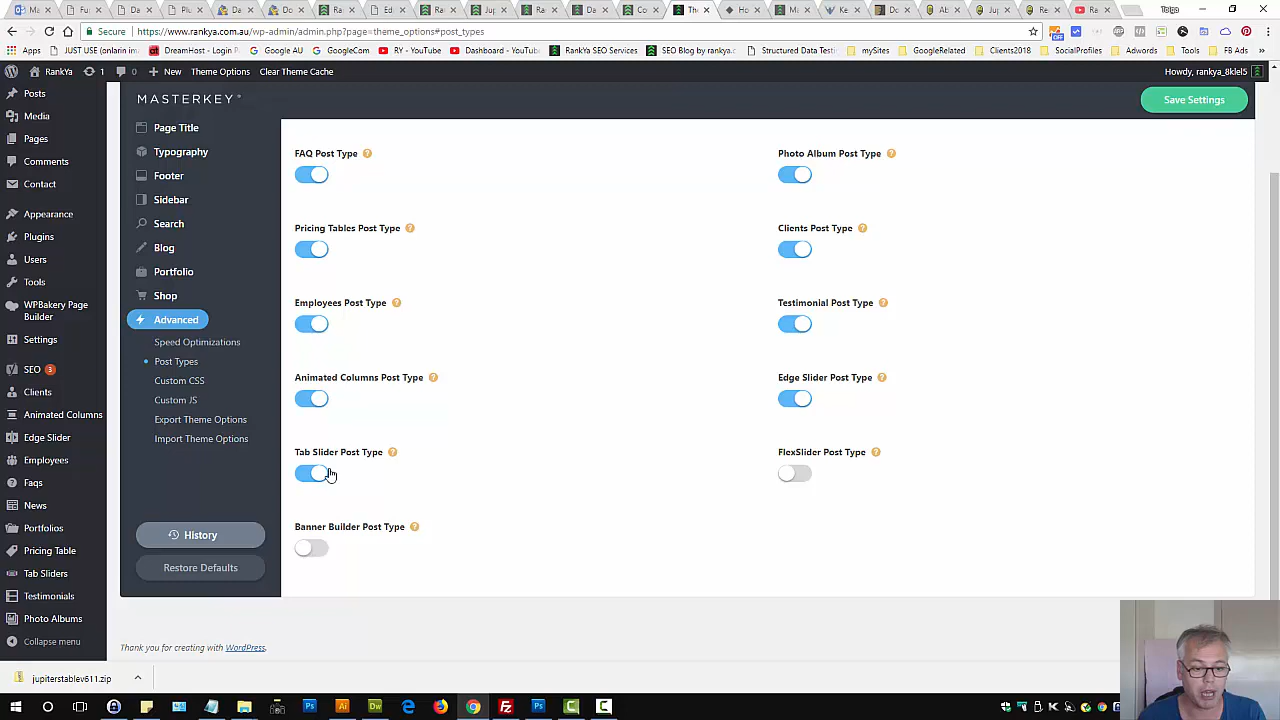 Secure
https://www.rankya.com.au/wp-admin/admin.php?page=theme_options#post_types
Apps
JUST USE (onlarin in
DreamHost - Login R
Google AU
GoogleCam
RY - YouTube
Dashboard - YouTub
RankYa SEO Services
SEO Blog by rankya.
Structured Data Testi
mySites
GoogleRelated
Clients2018
SocialProfiles
Adwords
Tools
FB Ads
RankYa
1
0
New
Theme Options
Clear Theme Cache
Howdy, rankya_8klel5
Posts
Media
Pages
Comments
Contact
Appearance
Plugins
Users
Tools
WPBakery Page
Builder
Settings
SEO 3
Clients
Animated Columns
Edge Slider
Employees
Faqs
News
Portfolios
Pricing Table
Tab Sliders
Testimonials
Photo Albums
Collapse menu
MASTERKEY
Save Settings
Page Title
Typography
Footer
Sidebar
Search
Blog
Portfolio
Shop
Advanced
Speed Optimizations
Post Types
Custom CSS
Custom JS
Export Theme Options
Import Theme Options
History
Restore Defaults
FAQ Post Type ?
Photo Album Post Type ?
Pricing Tables Post Type ?
Clients Post Type ?
Employees Post Type ?
Testimonial Post Type ?
Animated Columns Post Type ?
Edge Slider Post Type ?
Tab Slider Post Type ?
FlexSlider Post Type ?
Banner Builder Post Type ?
Thank you for creating with WordPress.
jupiterstablev611.zip